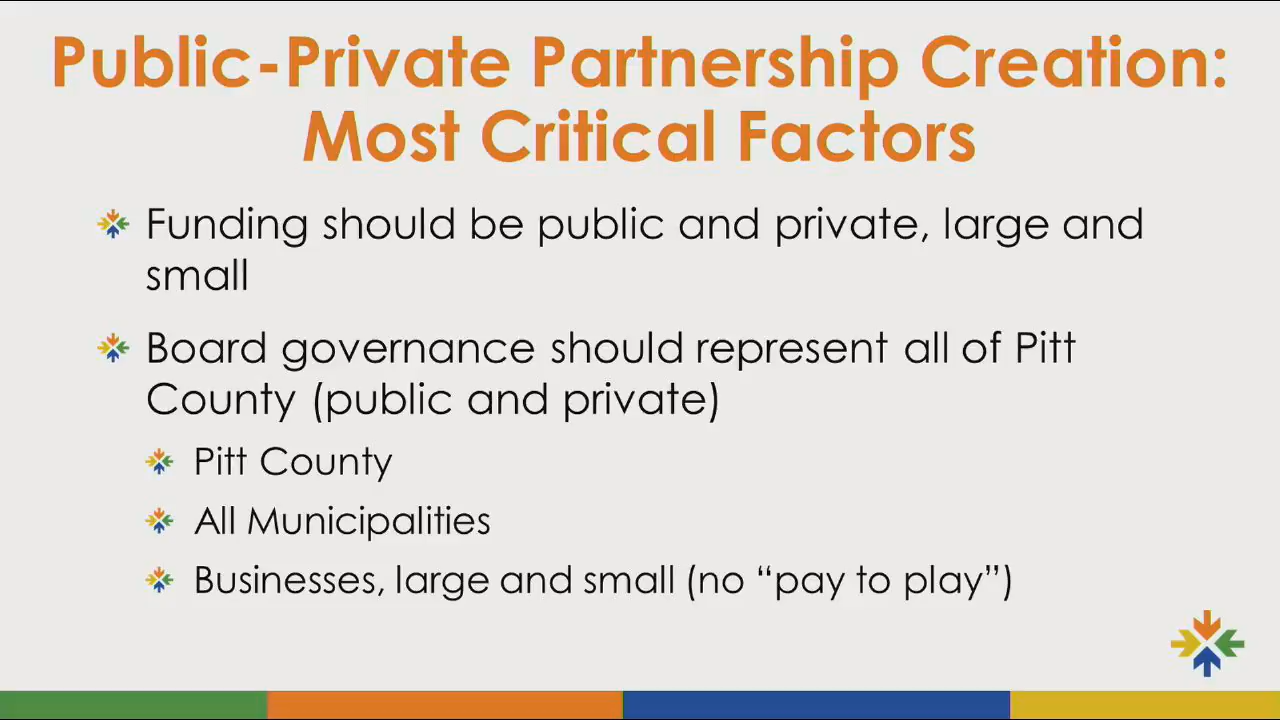 Public-Private Partnership Creation:
Most Critical Factors
Funding should be public and private, large and
small
Board governance should represent all of Pitt
County (public and private)
Pitt County
All Municipalities
Businesses, large and small (no “pay to play”)